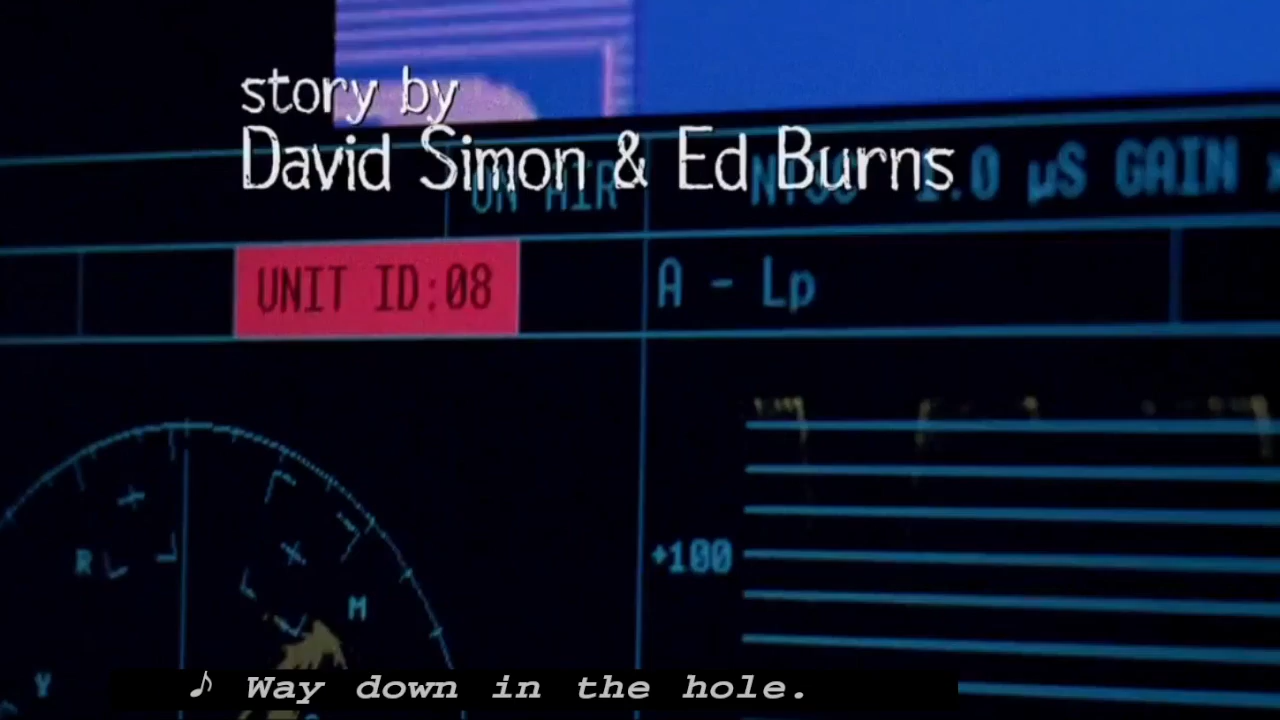 story by
David Simon & Ed Burns
ON AIR
NTSC 1.0 µS GAIN x
UNIT ID:08
A - Lp
+100
R
M
Y
♪ Way down in the hole.